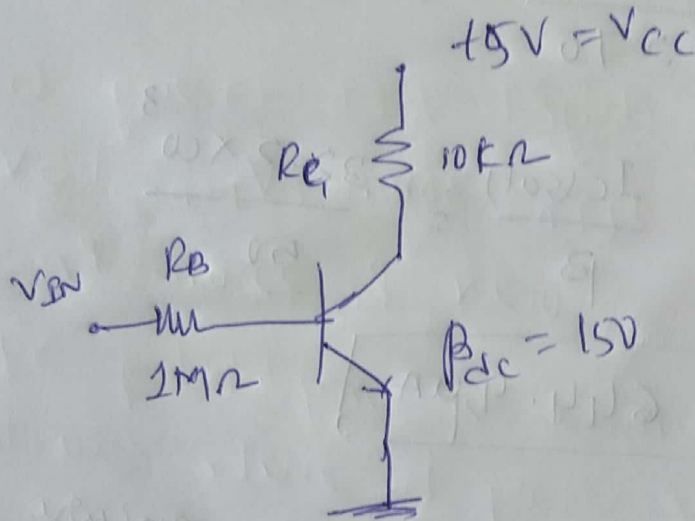 +5V = VCC
RC
10KΩ
RB
VIN
1MΩ
βdc = 150